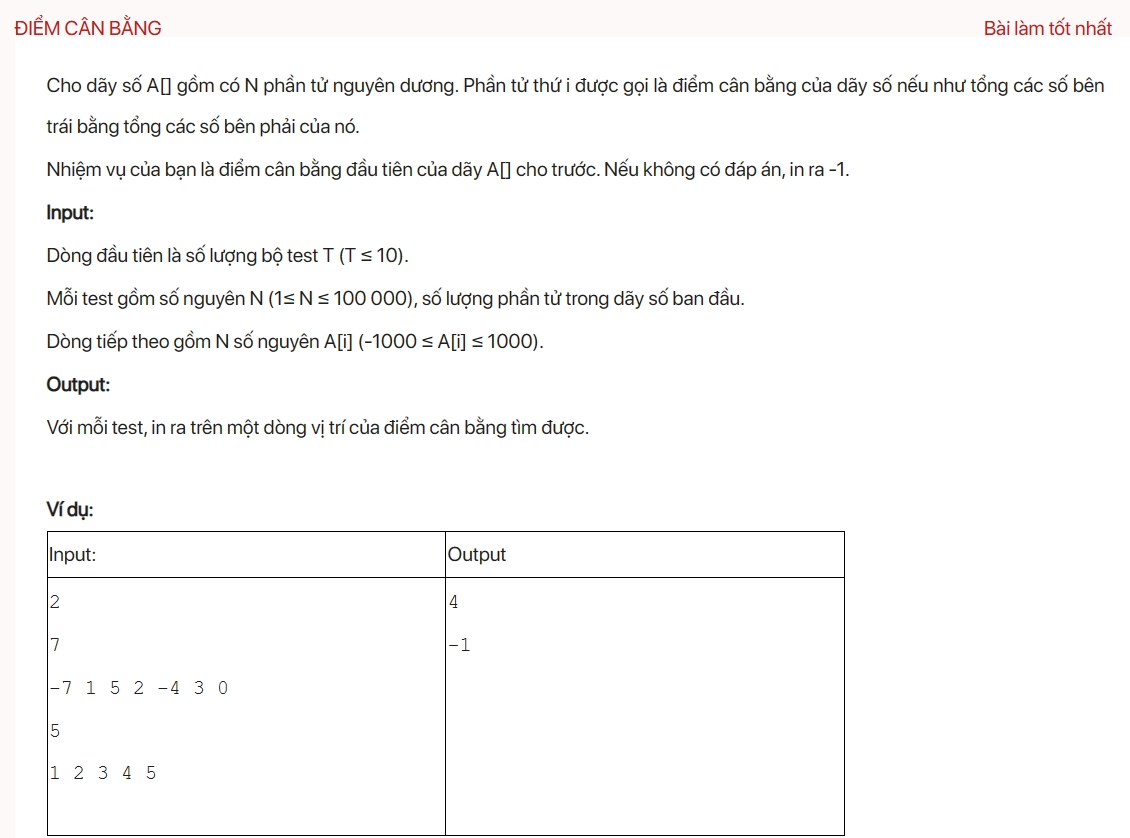 ĐIỂM CÂN BẰNG
Bài làm tốt nhất
Cho dãy số A[] gồm có N phần tử nguyên dương. Phần tử thứ i được gọi là điểm cân bằng của dãy số nếu như tổng các số bên
trái bằng tổng các số bên phải của nó.
Nhiệm vụ của bạn là điểm cân bằng đầu tiên của dãy A[] cho trước. Nếu không có đáp án, in ra -1.
Input:
Dòng đầu tiên là số lượng bộ test T (T ≤ 10).
Mỗi test gồm số nguyên N (1≤ N ≤ 100 000), số lượng phần tử trong dãy số ban đầu.
Dòng tiếp theo gồm N số nguyên A[i] (-1000 ≤ A[i] ≤ 1000).
Output:
Với mỗi test, in ra trên một dòng vị trí của điểm cân bằng tìm được.
Ví dụ:
Input:
Output
2
7
-7 1 5 2 -4 3 0
5
1 2 3 4 5
4
-1